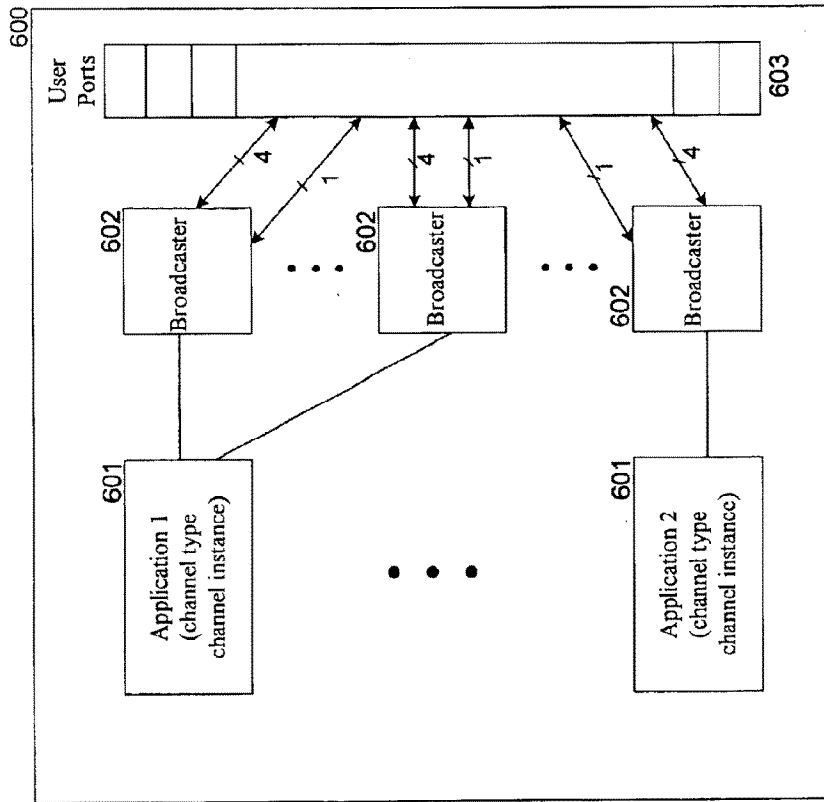 600
User
Ports
603
4
1
4
1
1
4
602
Broadcaster
602
Broadcaster
602
Broadcaster
601
Application 1
(channel type
channel instance)
601
Application 2
(channel type
channel instance)